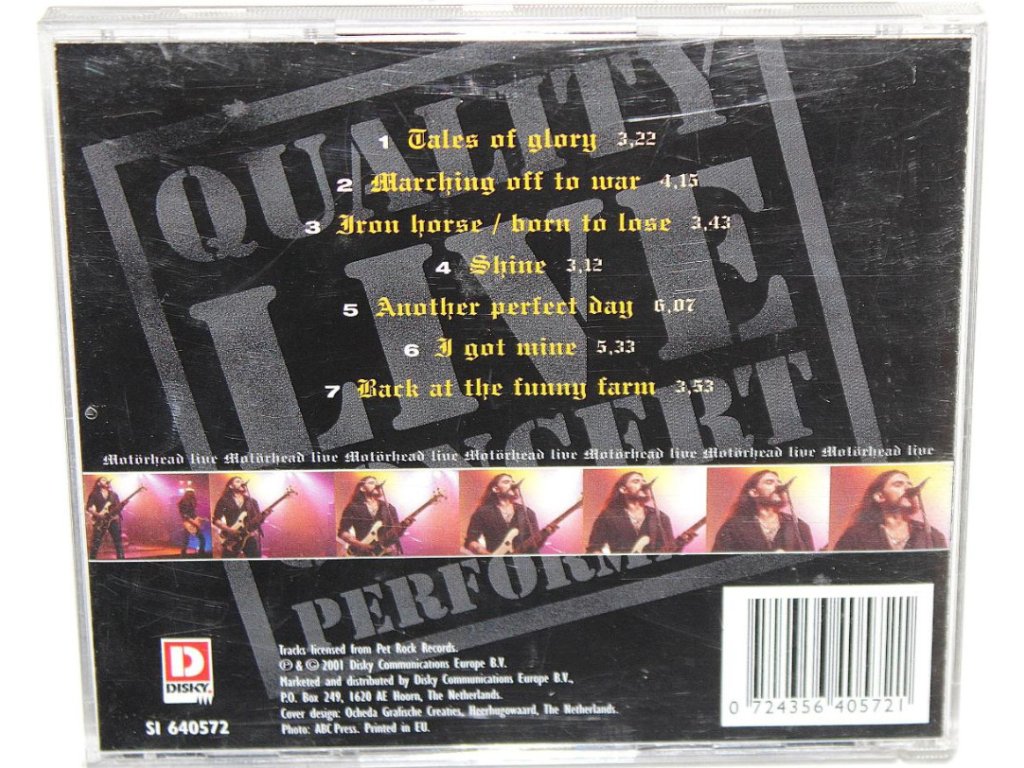 QUALITY
LIVE
CONCERT
PERFORMA
1 Tales of glory 3,22
2 Marching off to war 4,15
3 Iron horse / born to lose 3,43
4 Shine 3,12
5 Another perfect day 6,07
6 I got mine 5,33
7 Back at the funny farm 3,53
Motörhead live Motörhead live Motörhead live Motörhead live Motörhead live Motörhead live Motörhead live
D
DISKY
SI 640572
Tracks licensed from Pet Rock Records.
℗ & © 2001 Disky Communications Europe B.V.
Marketed and distributed by Disky Communications Europe B.V.,
P.O. Box 249, 1620 AE Hoorn, The Netherlands.
Cover design: Ocheda Grafische Creaties, Heerhugowaard, The Netherlands.
Photo: ABC Press. Printed in EU.
0 724356 405721